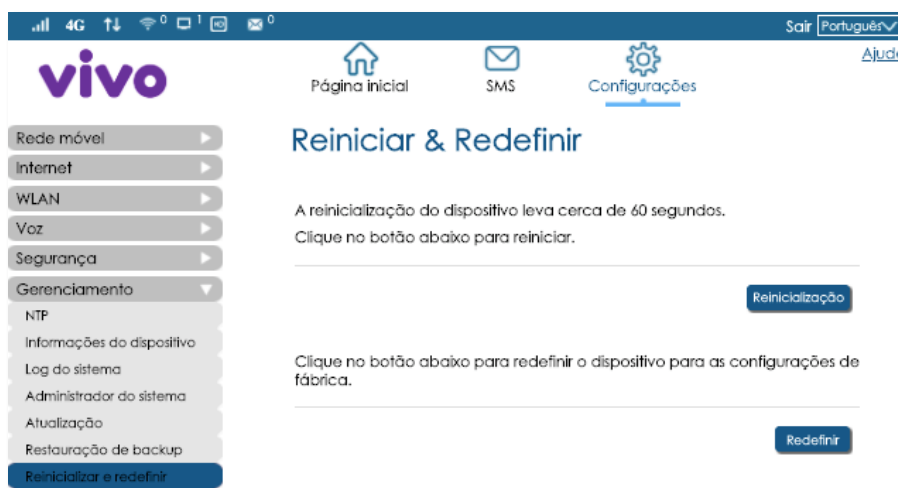 4G 0 1 HD 0 Sair Português
Ajuda
vivo
Página inicial SMS Configurações
Rede móvel
Internet
WLAN
Voz
Segurança
Gerenciamento
NTP
Informações do dispositivo
Log do sistema
Administrador do sistema
Atualização
Restauração de backup
Reinicializar e redefinir
Reiniciar & Redefinir
A reinicialização do dispositivo leva cerca de 60 segundos.
Clique no botão abaixo para reiniciar.
Reinicialização
Clique no botão abaixo para redefinir o dispositivo para as configurações de
fábrica.
Redefinir